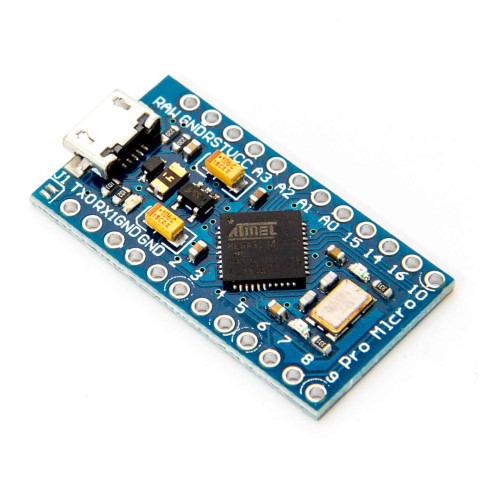 RAW GND RST VCC A3 A2 A1 A0 15 14 16 10
J1
TXO RXI GND GND 2 3 4 5 6 7 8 9
ATMEL
Pro Micro